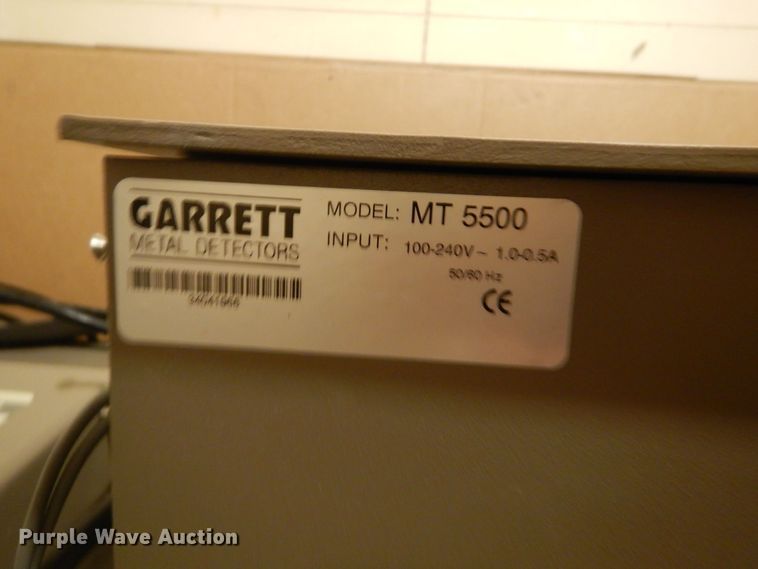 GARRETT
METAL DETECTORS
34041966
MODEL: MT 5500
INPUT: 100-240V~ 1.0-0.5A
50/60 Hz
CE
Purple Wave Auction